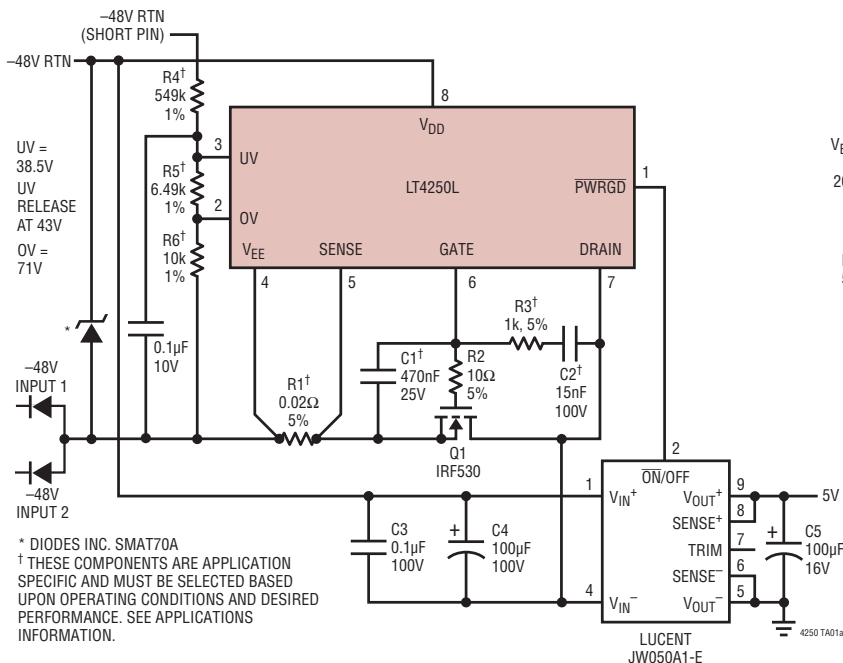 –48V RTN
(SHORT PIN)
–48V RTN
R4†
549k
1%
8
VDD
UV =
38.5V
UV
RELEASE
AT 43V
OV =
71V
3
UV
R5†
6.49k
1%
LT4250L
PWRGD
1
2
OV
R6†
10k
1%
VEE
SENSE
GATE
DRAIN
4
5
6
7
R3†
1k, 5%
*
0.1µF
10V
C1†
470nF
25V
R2
10Ω
5%
C2†
15nF
100V
–48V
INPUT 1
R1†
0.02Ω
5%
Q1
IRF530
–48V
INPUT 2
2
ON/OFF
1
VIN+
VOUT+
9
5V
SENSE+
8
C3
0.1µF
100V
+
C4
100µF
100V
TRIM
7
+
C5
100µF
16V
SENSE–
6
4
VIN–
VOUT–
5
LUCENT
JW050A1-E
4250 TA01a
* DIODES INC. SMAT70A
† THESE COMPONENTS ARE APPLICATION
SPECIFIC AND MUST BE SELECTED BASED
UPON OPERATING CONDITIONS AND DESIRED
PERFORMANCE. SEE APPLICATIONS
INFORMATION.